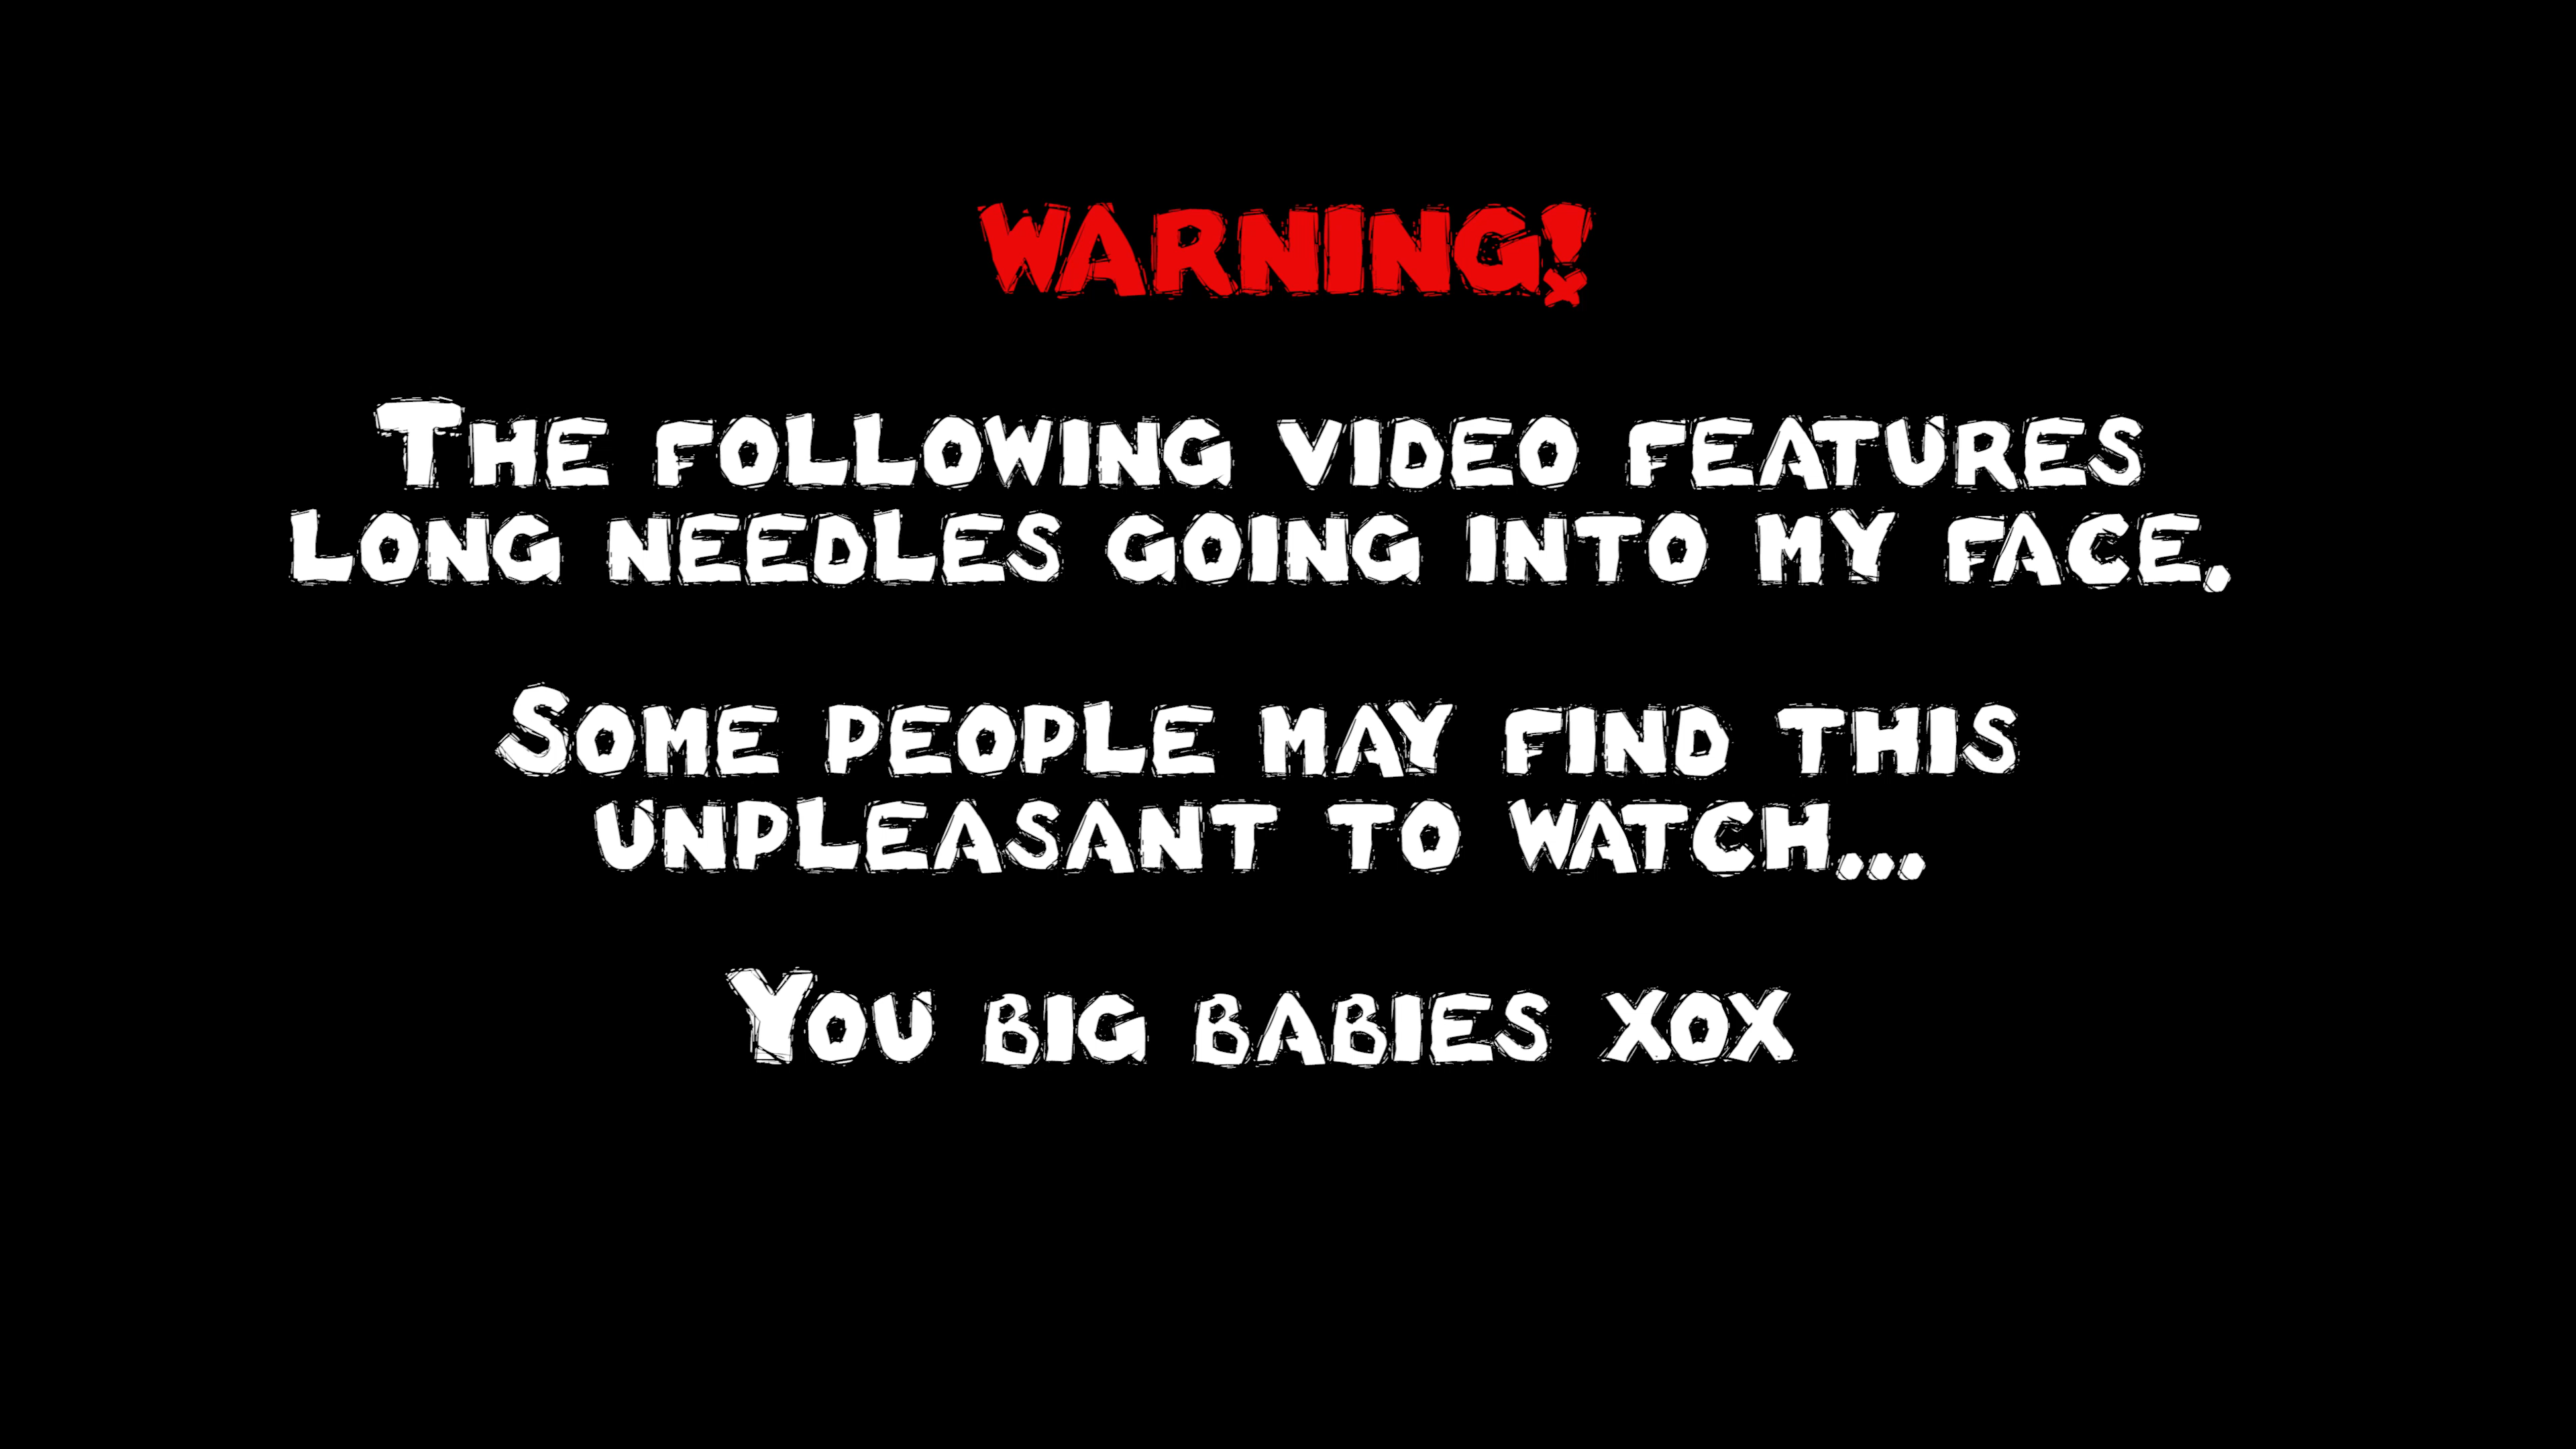 WARNING!
The following video features
long needles going into my face.
Some people may find this
unpleasant to watch...
You big babies xox